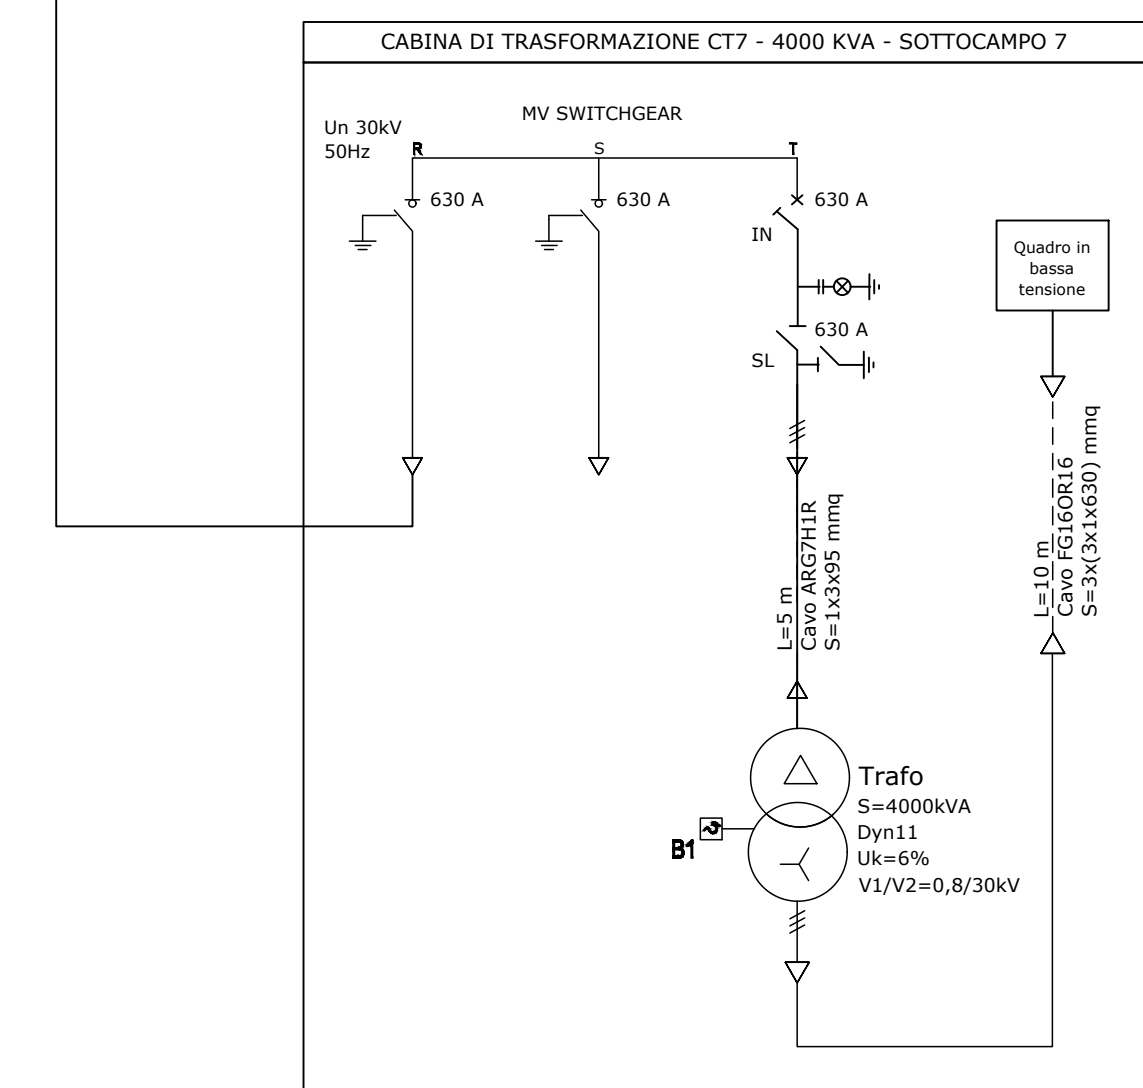 CABINA DI TRASFORMAZIONE CT7 - 4000 KVA - SOTTOCAMPO 7
MV SWITCHGEAR
Un 30kV
50Hz
R
S
T
630 A
630 A
630 A
IN
630 A
SL
Quadro in
bassa
tensione
L=5 m
Cavo ARG7H1R
S=1x3x95 mmq
L=10 m
Cavo FG16OR16
S=3x(3x1x630) mmq
Trafo
S=4000kVA
Dyn11
Uk=6%
V1/V2=0,8/30kV
B1